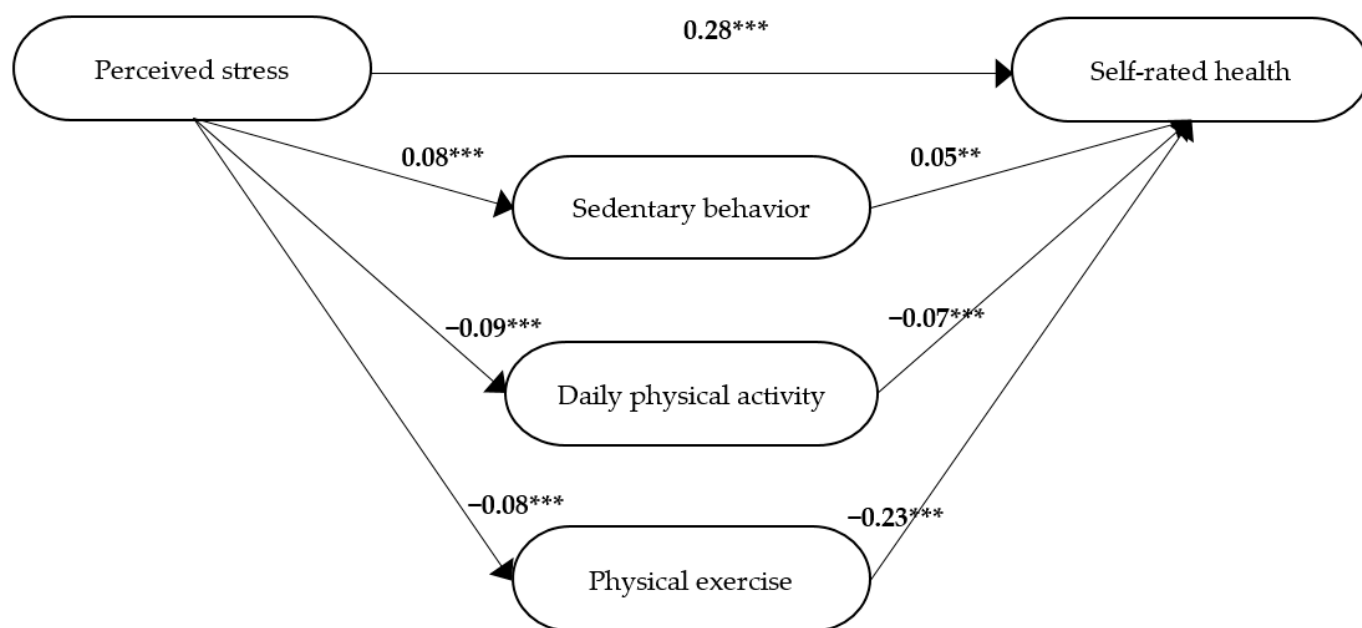 0.28***
Perceived stress
Self-rated health
0.08***
0.05**
Sedentary behavior
−0.09***
−0.07***
Daily physical activity
−0.08***
−0.23***
Physical exercise